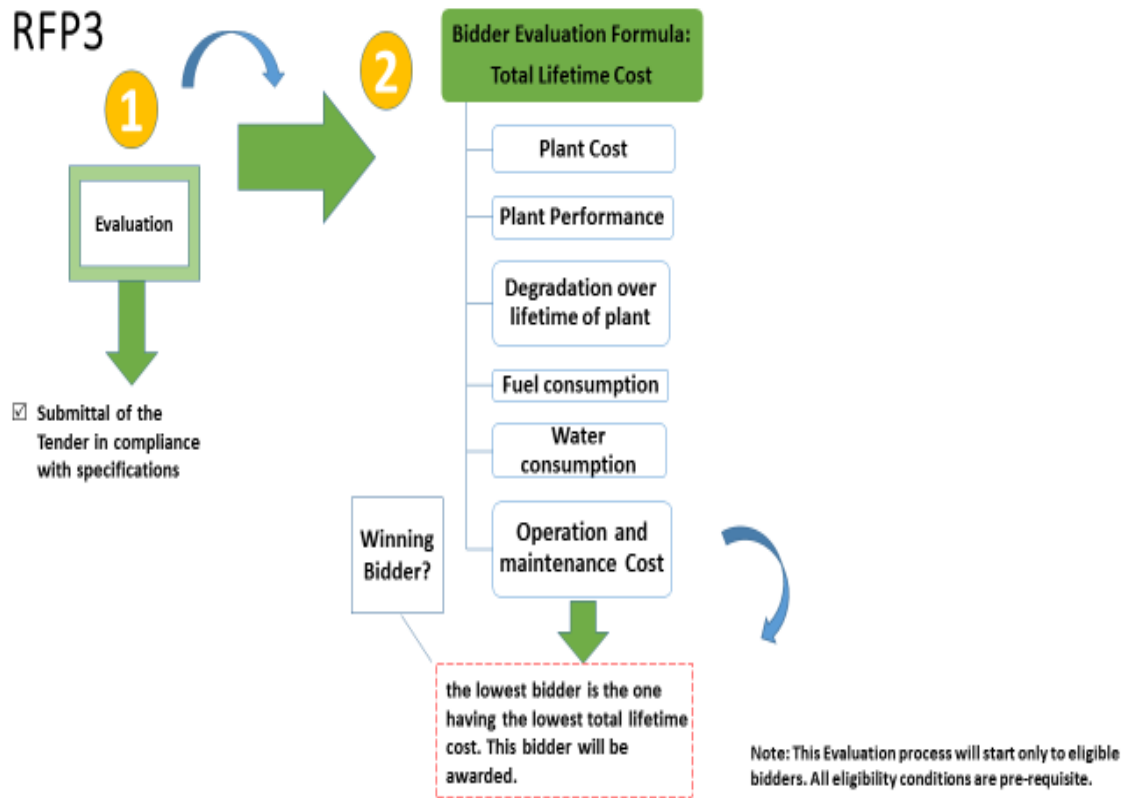 RFP3
1
Evaluation
☑ Submittal of the
Tender in compliance
with specifications
2
Bidder Evaluation Formula:
Total Lifetime Cost
Plant Cost
Plant Performance
Degradation over
lifetime of plant
Fuel consumption
Water
consumption
Operation and
maintenance Cost
Winning
Bidder?
the lowest bidder is the one
having the lowest total lifetime
cost. This bidder will be
awarded.
Note: This Evaluation process will start only to eligible
bidders. All eligibility conditions are pre-requisite.